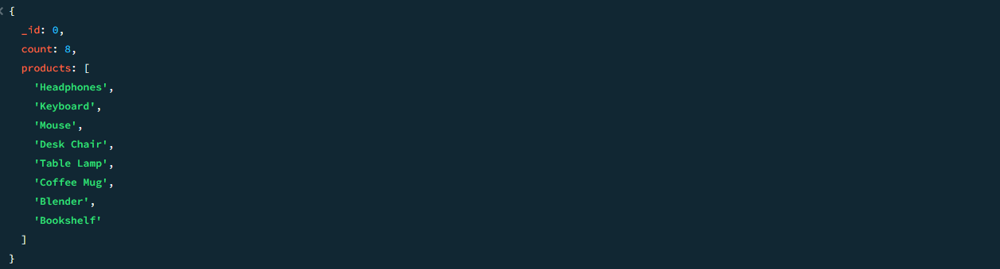 {
  _id: 0,
  count: 8,
  products: [
    'Headphones',
    'Keyboard',
    'Mouse',
    'Desk Chair',
    'Table Lamp',
    'Coffee Mug',
    'Blender',
    'Bookshelf'
  ]
}